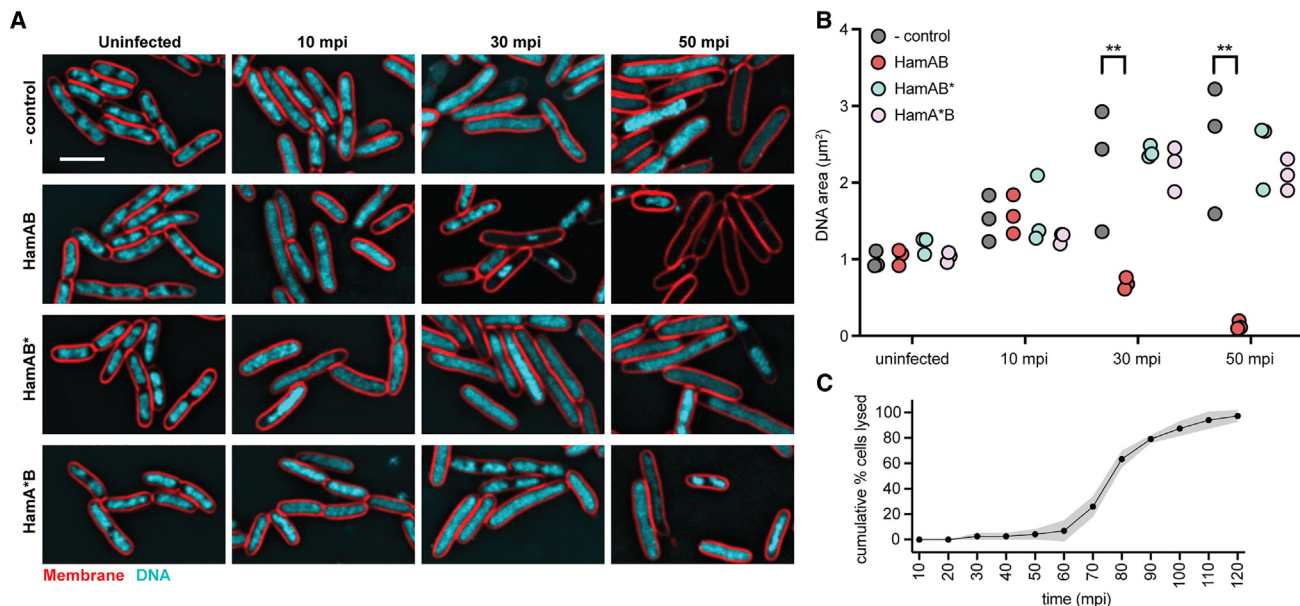 A
Uninfected
10 mpi
30 mpi
50 mpi
- control
HamAB
HamAB*
HamA*B
Membrane DNA
B
DNA area (µm²)
4
3
2
1
0
- control
HamAB
HamAB*
HamA*B
**
**
uninfected
10 mpi
30 mpi
50 mpi
C
cumulative % cells lysed
100
80
60
40
20
0
10
20
30
40
50
60
70
80
90
100
110
120
time (mpi)